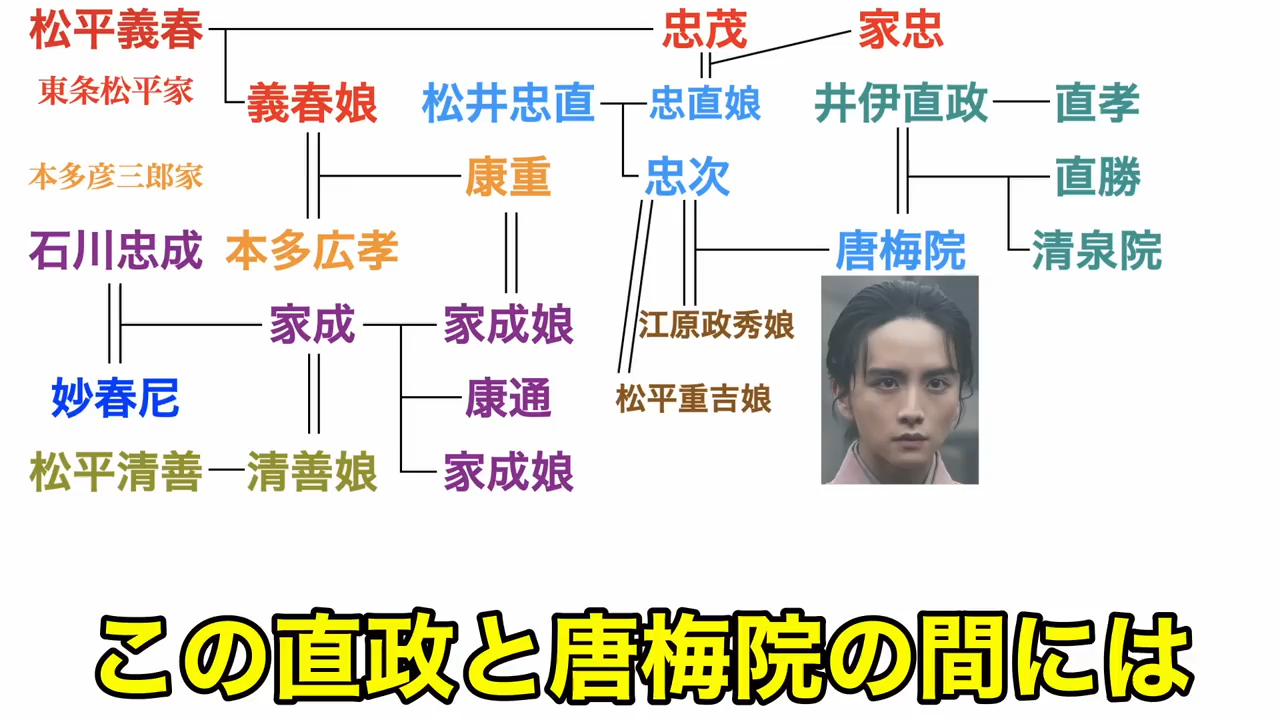 松平義春 忠茂 家忠
東条松平家 義春娘 松井忠直 忠直娘 井伊直政 直孝
本多彦三郎家 康重 忠次 直勝
石川忠成 本多広孝 唐梅院 清泉院
家成 家成娘 江原政秀娘
妙春尼 康通 松平重吉娘
松平清善 清善娘 家成娘
この直政と唐梅院の間には